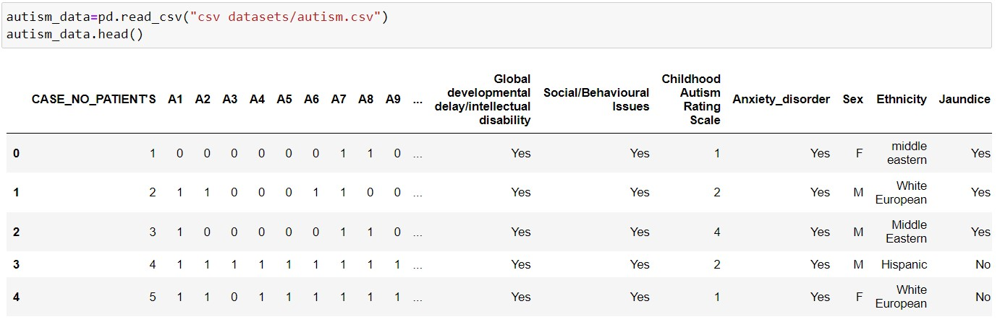 autism_data=pd.read_csv("csv datasets/autism.csv")
autism_data.head()
CASE_NO_PATIENT'S A1 A2 A3 A4 A5 A6 A7 A8 A9 ... Global developmental delay/intellectual disability Social/Behavioural Issues Childhood Autism Rating Scale Anxiety_disorder Sex Ethnicity Jaundice
0 1 0 0 0 0 0 0 1 1 0 ... Yes Yes 1 Yes F middle eastern Yes
1 2 1 1 0 0 0 1 1 0 0 ... Yes Yes 2 Yes M White European Yes
2 3 1 0 0 0 0 0 1 1 0 ... Yes Yes 4 Yes M Middle Eastern Yes
3 4 1 1 1 1 1 1 1 1 1 ... Yes Yes 2 Yes M Hispanic No
4 5 1 1 0 1 1 1 1 1 1 ... Yes Yes 1 Yes F White European No